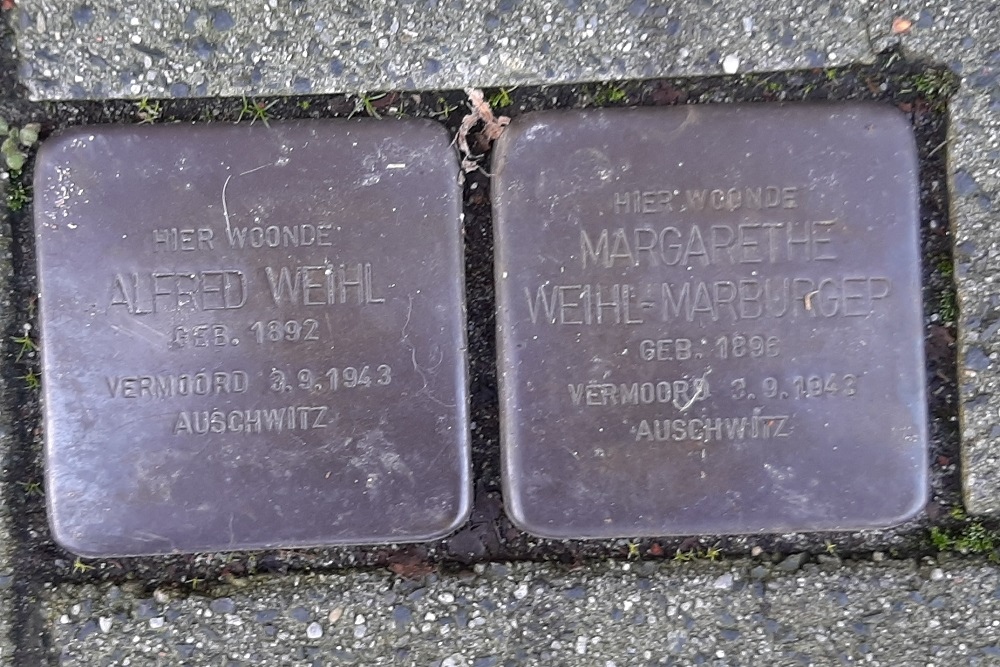 HIER WOONDE
ALFRED WEIHL
GEB. 1892
VERMOORD 3.9.1943
AUSCHWITZ
HIER WOONDE
MARGARETHE
WEIHL-MARBURGER
GEB. 1896
VERMOORD 3.9.1943
AUSCHWITZ